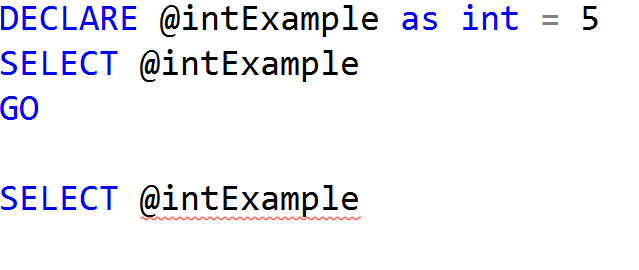 DECLARE @intExample as int = 5
SELECT @intExample
GO
SELECT @intExample